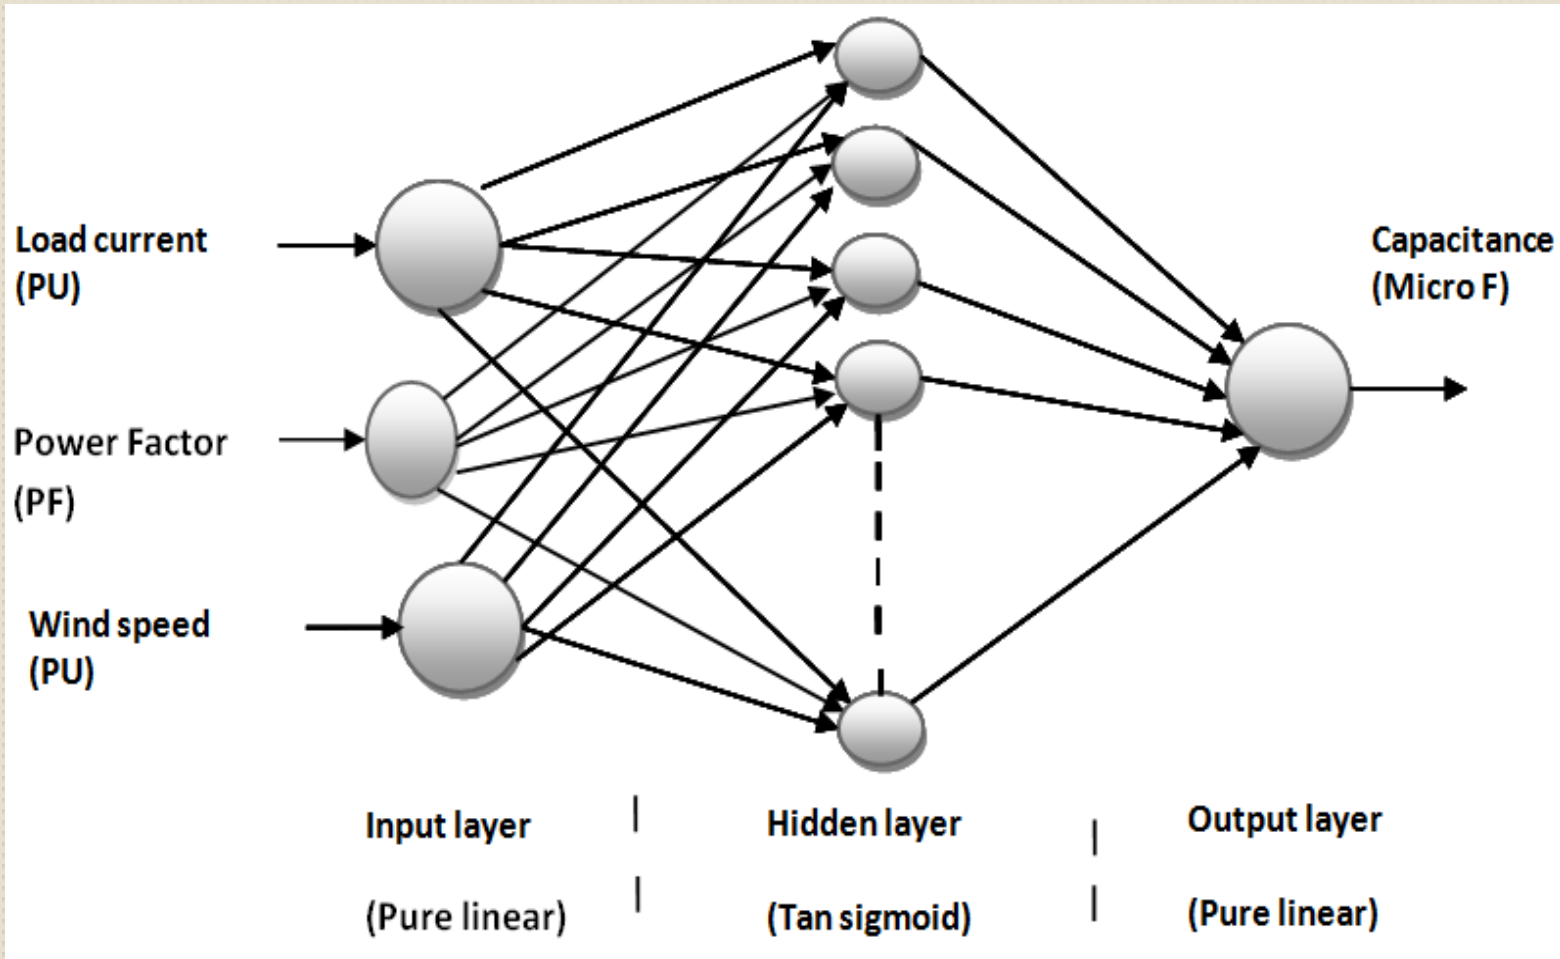 Load current
(PU)
Power Factor
(PF)
Wind speed
(PU)
Capacitance
(Micro F)
Input layer
(Pure linear)
Hidden layer
(Tan sigmoid)
Output layer
(Pure linear)